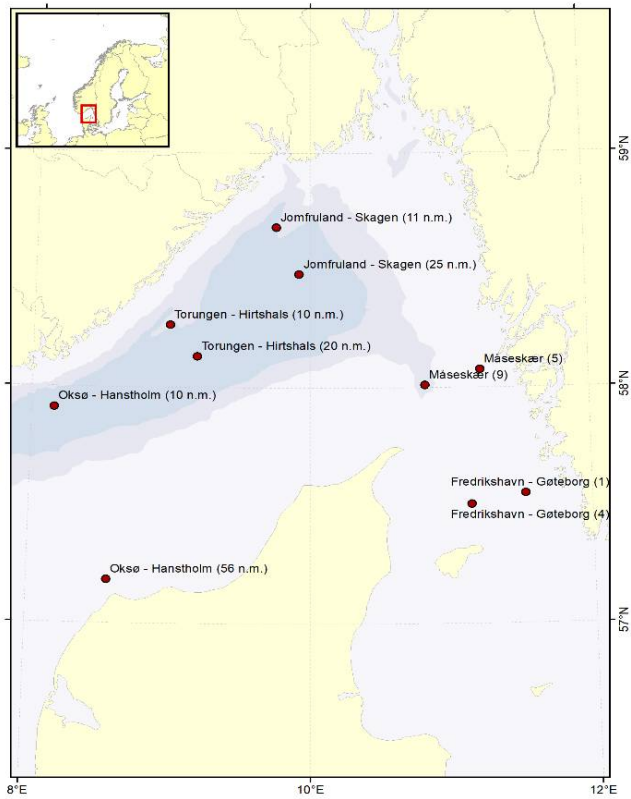 59°N
Jomfruland - Skagen (11 n.m.)
Jomfruland - Skagen (25 n.m.)
Torungen - Hirtshals (10 n.m.)
Torungen - Hirtshals (20 n.m.)
Måseskær (5)
58°N
Måseskær (9)
Oksø - Hanstholm (10 n.m.)
Fredrikshavn - Gøteborg (1)
Fredrikshavn - Gøteborg (4)
Oksø - Hanstholm (56 n.m.)
57°N
8°E
10°E
12°E